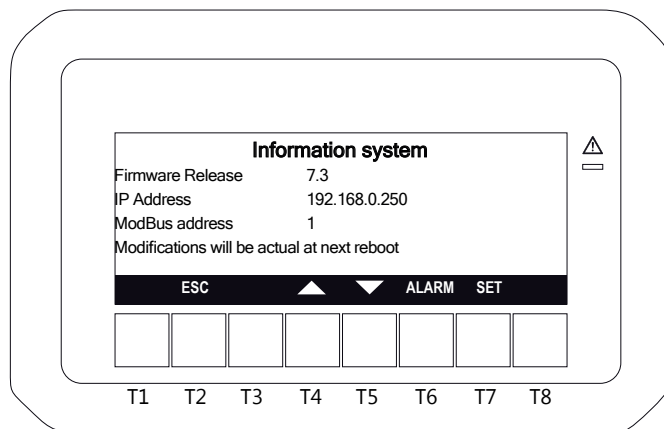 Information system
Firmware Release 7.3
IP Address 192.168.0.250
ModBus address 1
Modifications will be actual at next reboot
ESC ALARM SET
T1 T2 T3 T4 T5 T6 T7 T8